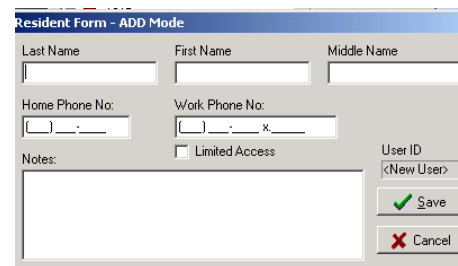 Resident Form - ADD Mode
Last Name First Name Middle Name
Home Phone No: Work Phone No:
(___)___-____ (___)___-____ x._____
Notes: Limited Access User ID
<New User>
Save
Cancel